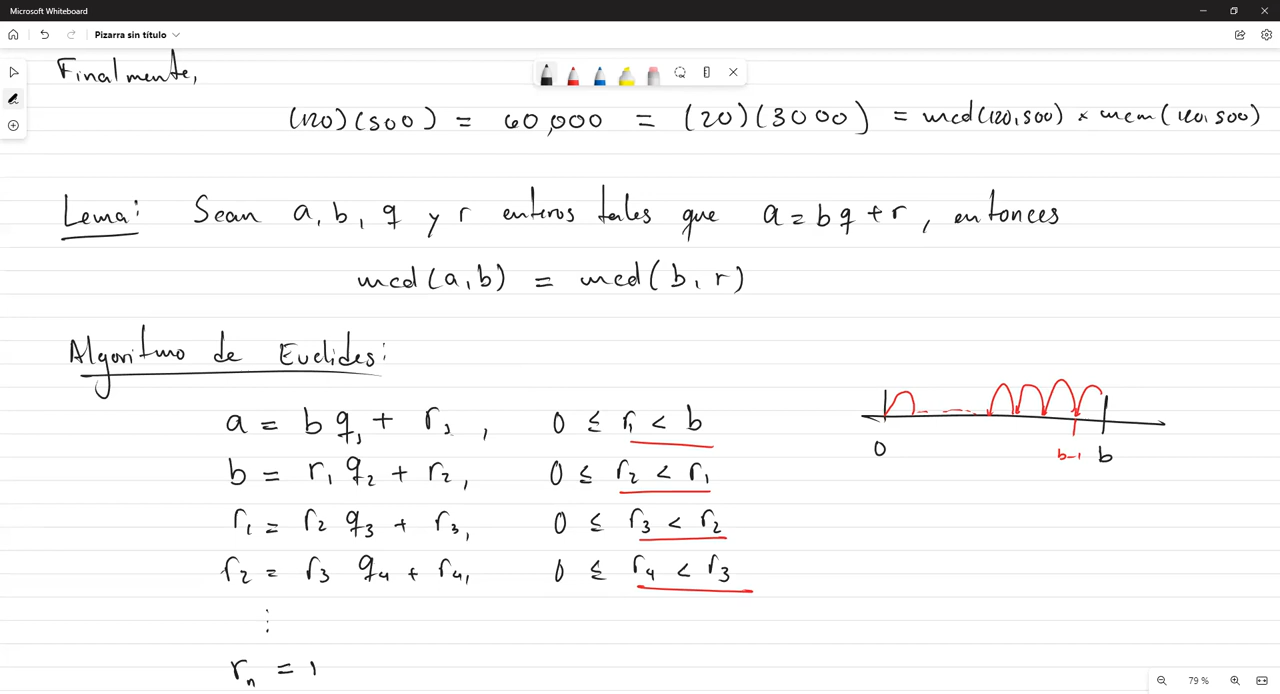 Microsoft Whiteboard
Pizarra sin título
Finalmente,
(120)(500) = 60,000 = (20)(3000) = mcd(120,500) × mcm(120,500)
Lema: Sean a, b, q y r enteros tales que a = bq + r, entonces
mcd(a,b) = mcd(b,r)
Algoritmo de Euclides:
a = b q₁ + r₁, 0 ≤ r₁ < b
b = r₁ q₂ + r₂, 0 ≤ r₂ < r₁
r₁ = r₂ q₃ + r₃, 0 ≤ r₃ < r₂
r₂ = r₃ q₄ + r₄, 0 ≤ r₄ < r₃
⋮
rₙ =
0 b-1 b
79 %